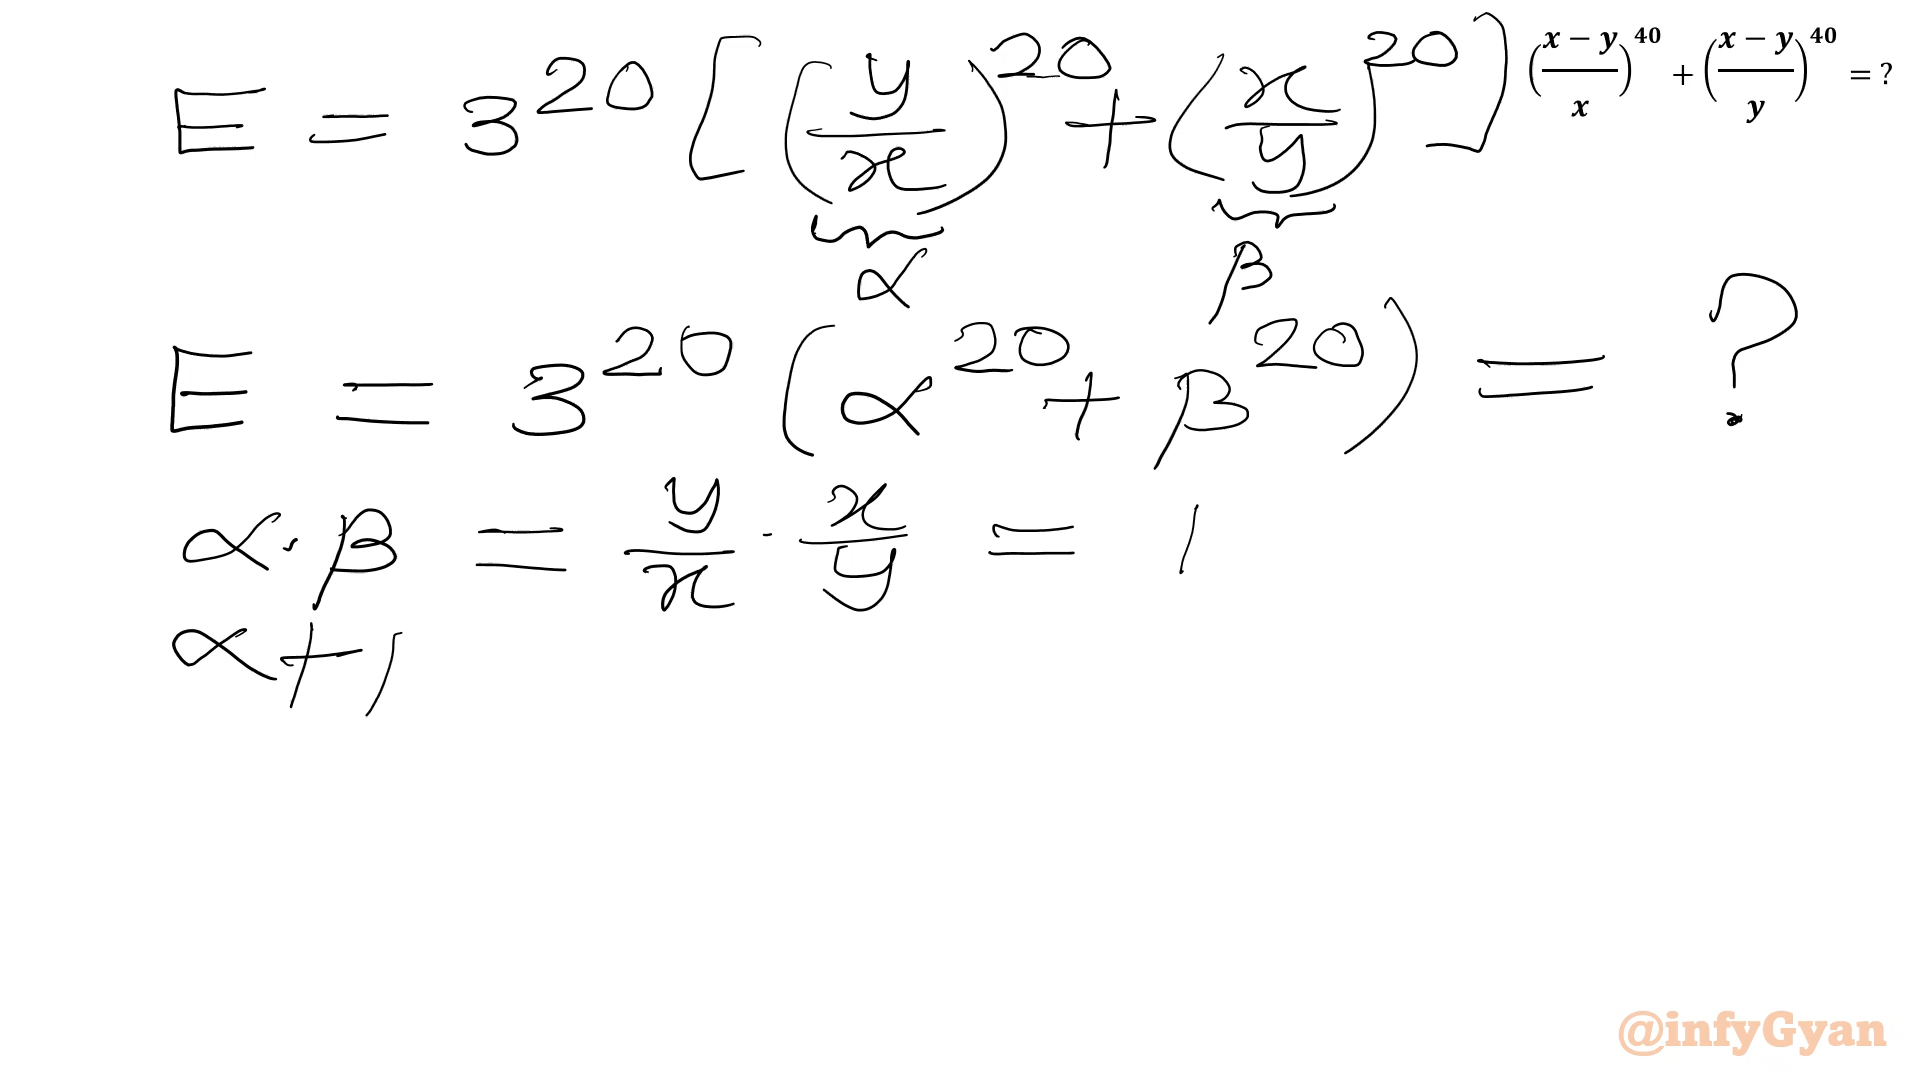 E = 3^20 [(y/x)^20 + (x/y)^20] ((x − y)/x)^40 + ((x − y)/y)^40 = ?
α β
E = 3^20 (α^20 + β^20) = ?
α · β = y/x · x/y = 1
α + 1
@infyGyan